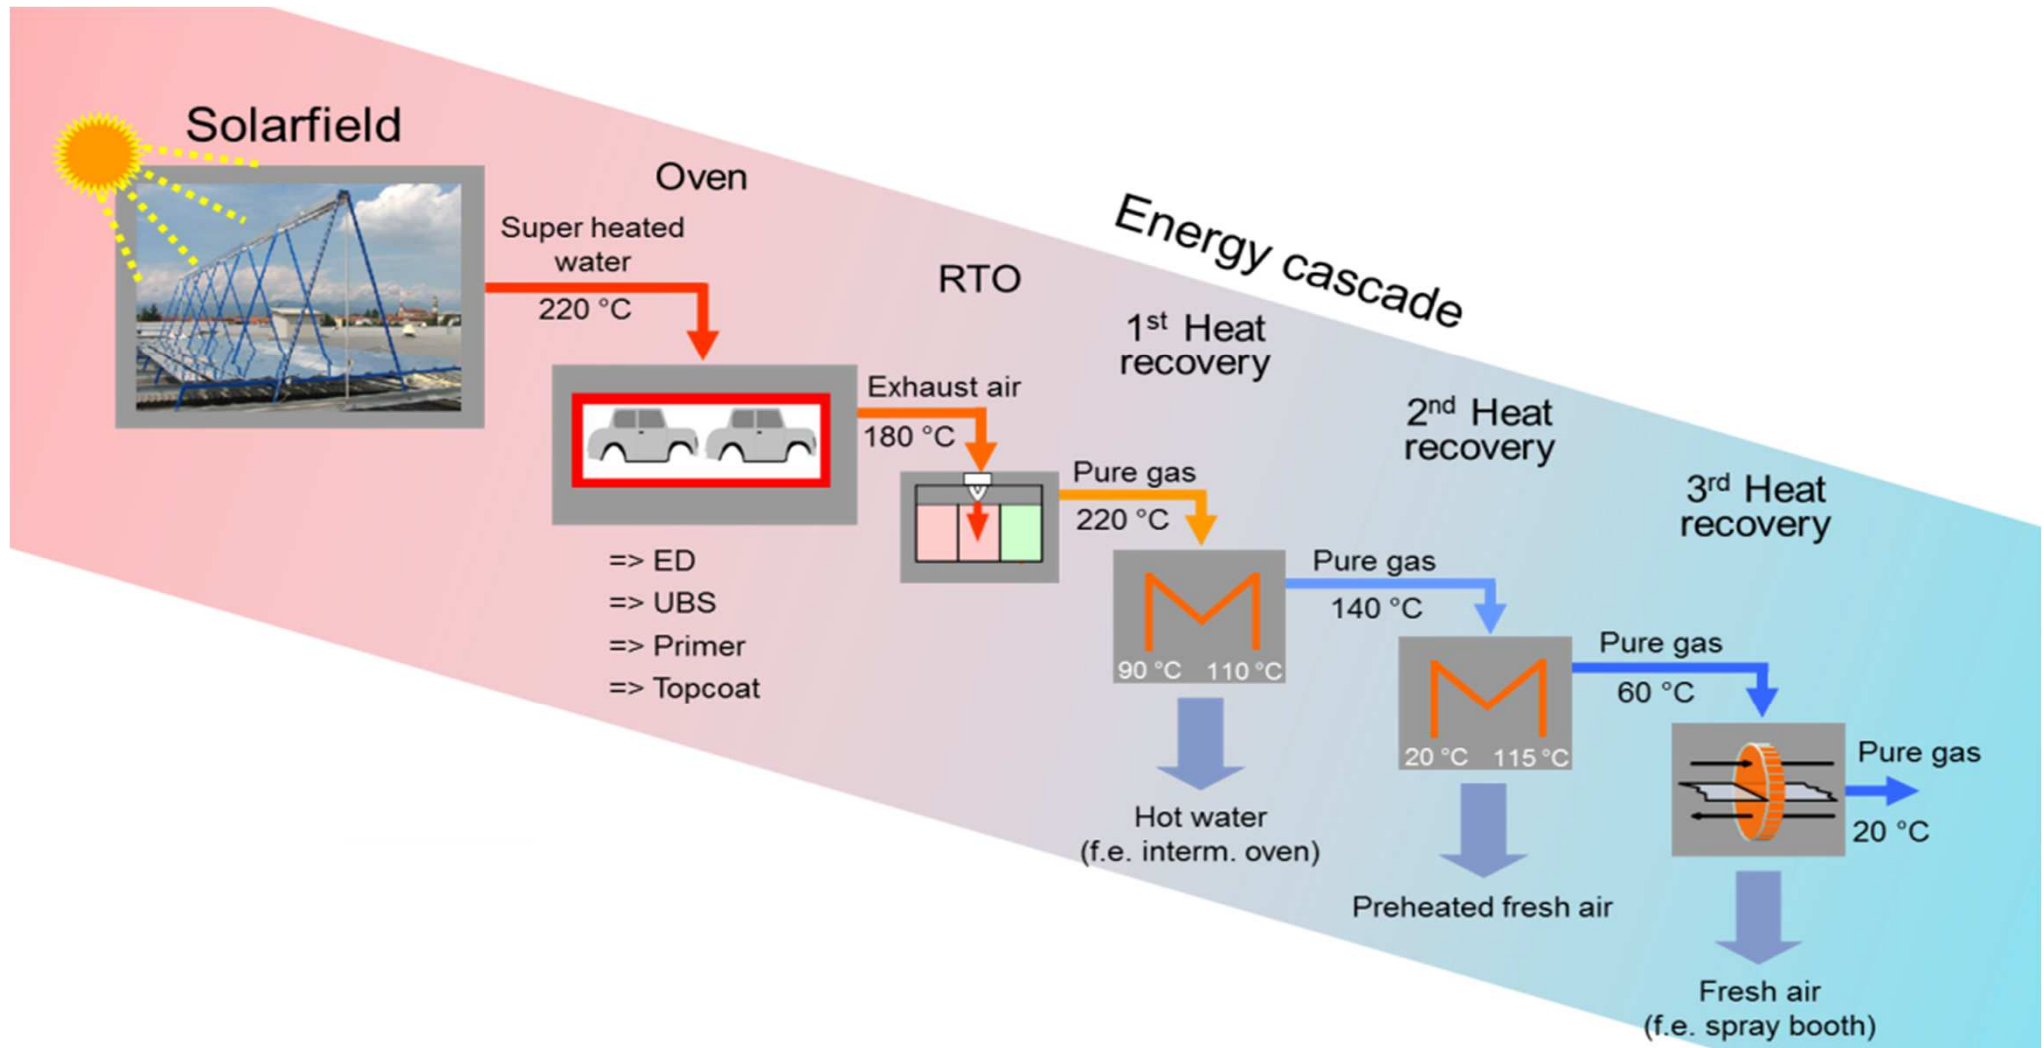 Solarfield
Super heated
water
220 °C
Oven
=> ED
=> UBS
=> Primer
=> Topcoat
Exhaust air
180 °C
RTO
Pure gas
220 °C
Energy cascade
1st Heat
recovery
90 °C 110 °C
Hot water
(f.e. interm. oven)
Pure gas
140 °C
2nd Heat
recovery
20 °C 115 °C
Preheated fresh air
Pure gas
60 °C
3rd Heat
recovery
Pure gas
20 °C
Fresh air
(f.e. spray booth)